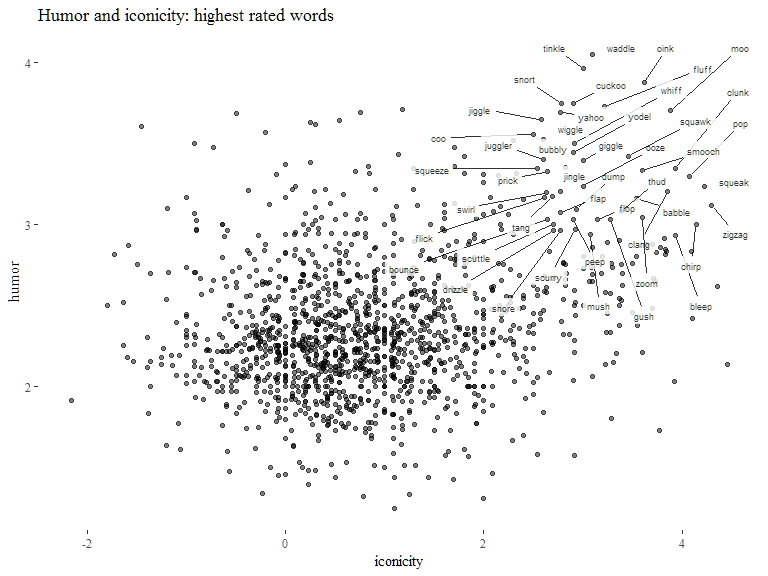 Humor and iconicity: highest rated words
4
3
2
humor
tinkle
waddle
oink
moo
fluff
snort
cuckoo
whiff
clunk
jiggle
yahoo
yodel
squawk
pop
wiggle
coo
juggler
bubbly
giggle
ooze
smooch
squeeze
prick
jingle
dump
thud
squeak
swirl
flap
flop
babble
tang
flick
clang
zigzag
scuttle
peep
bounce
chirp
scurry
zoom
drizzle
snore
mush
gush
bleep
-2
0
2
4
iconicity